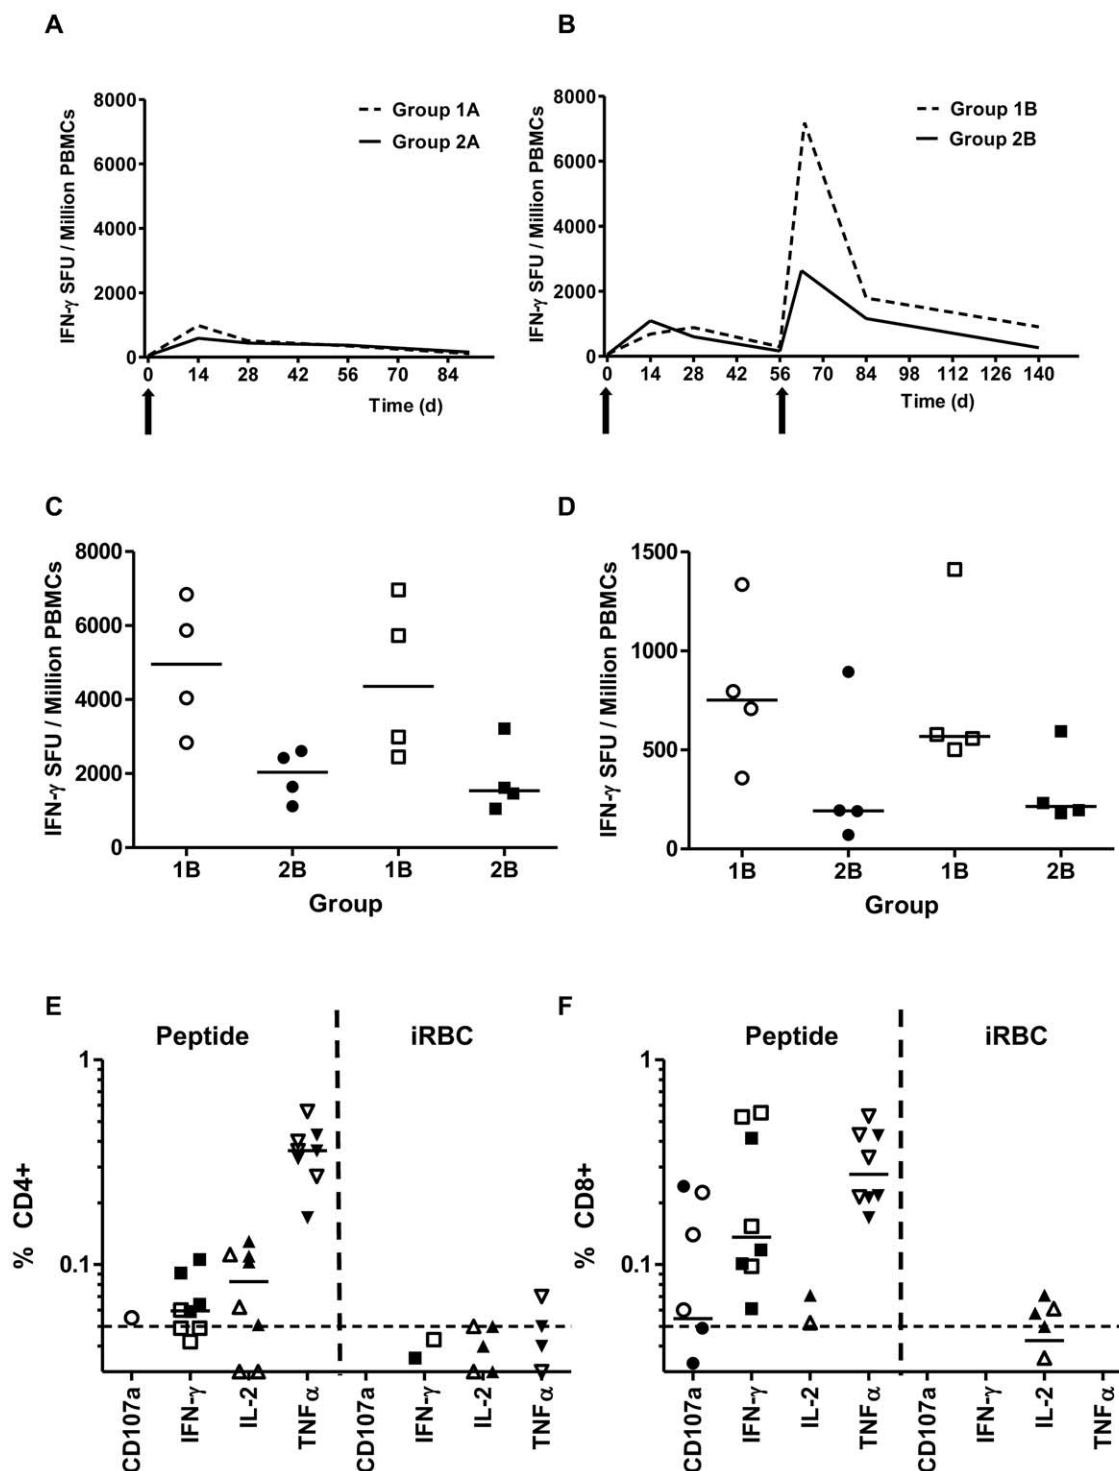 A
B
IFN-γ SFU / Million PBMCs
8000
6000
4000
2000
0
Group 1A
Group 2A
0 14 28 42 56 70 84
Time (d)
IFN-γ SFU / Million PBMCs
8000
6000
4000
2000
0
Group 1B
Group 2B
0 14 28 42 56 70 84 98 112 126 140
Time (d)
C
D
IFN-γ SFU / Million PBMCs
8000
6000
4000
2000
0
1B 2B 1B 2B
Group
IFN-γ SFU / Million PBMCs
1500
1000
500
0
1B 2B 1B 2B
Group
E
Peptide iRBC
% CD4+
1
0.1
CD107a IFN-γ IL-2 TNFα CD107a IFN-γ IL-2 TNFα
F
Peptide iRBC
% CD8+
1
0.1
CD107a IFN-γ IL-2 TNFα CD107a IFN-γ IL-2 TNFα